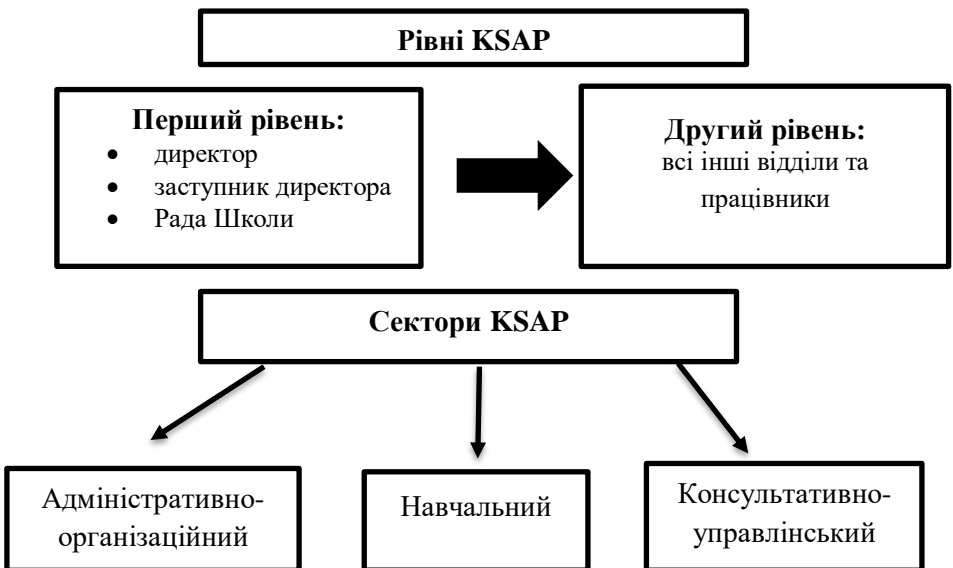 Рівні KSAP
Перший рівень:
• директор
• заступник директора
• Рада Школи
Другий рівень:
всі інші відділи та
працівники
Сектори KSAP
Адміністративно-
організаційний
Навчальний
Консультативно-
управлінський